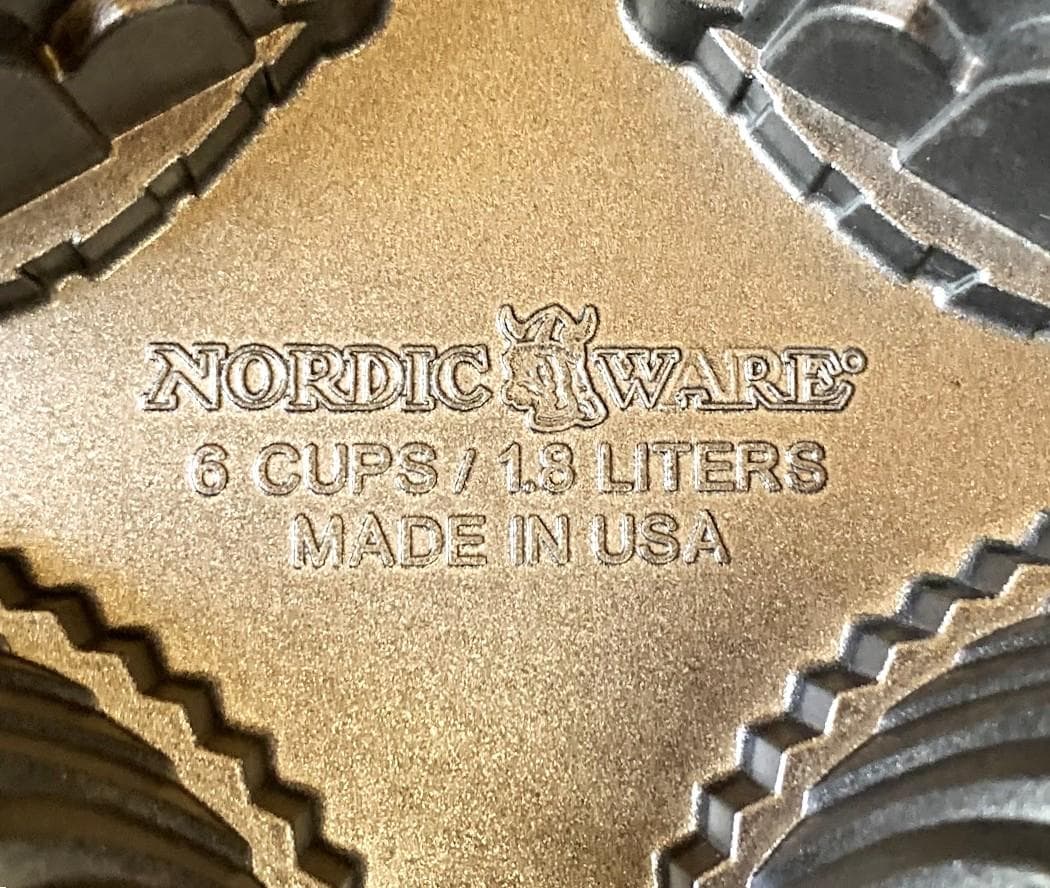 NORDIC WARE®
6 CUPS / 1.8 LITERS
MADE IN USA